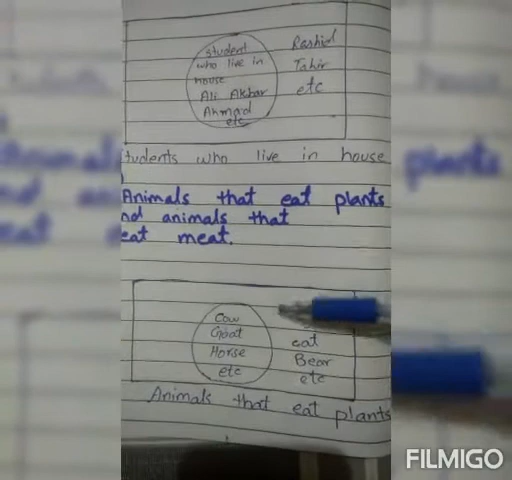 student
who live in
house
Ali Akbar
Ahmad
etc
Rashid
Tahir
etc
tudents who live in house
Animals that eat plants
nd animals that
eat meat.
Cow
Goat
Horse
etc
cat
Bear
etc
Animals that eat plants
FILMIGO